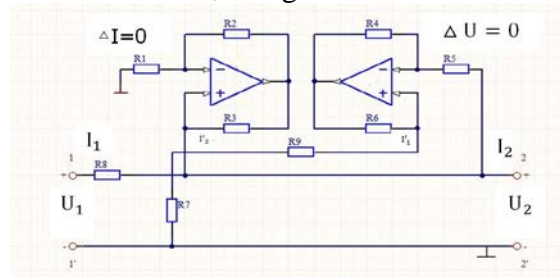 R2
R4
△I=0
△ U = 0
R1
R5
R3
R6
I'₂
I'₁
R9
I₁
I₂
1
R8
2
+
+
U₁
R7
U₂
-
-
1'
2'